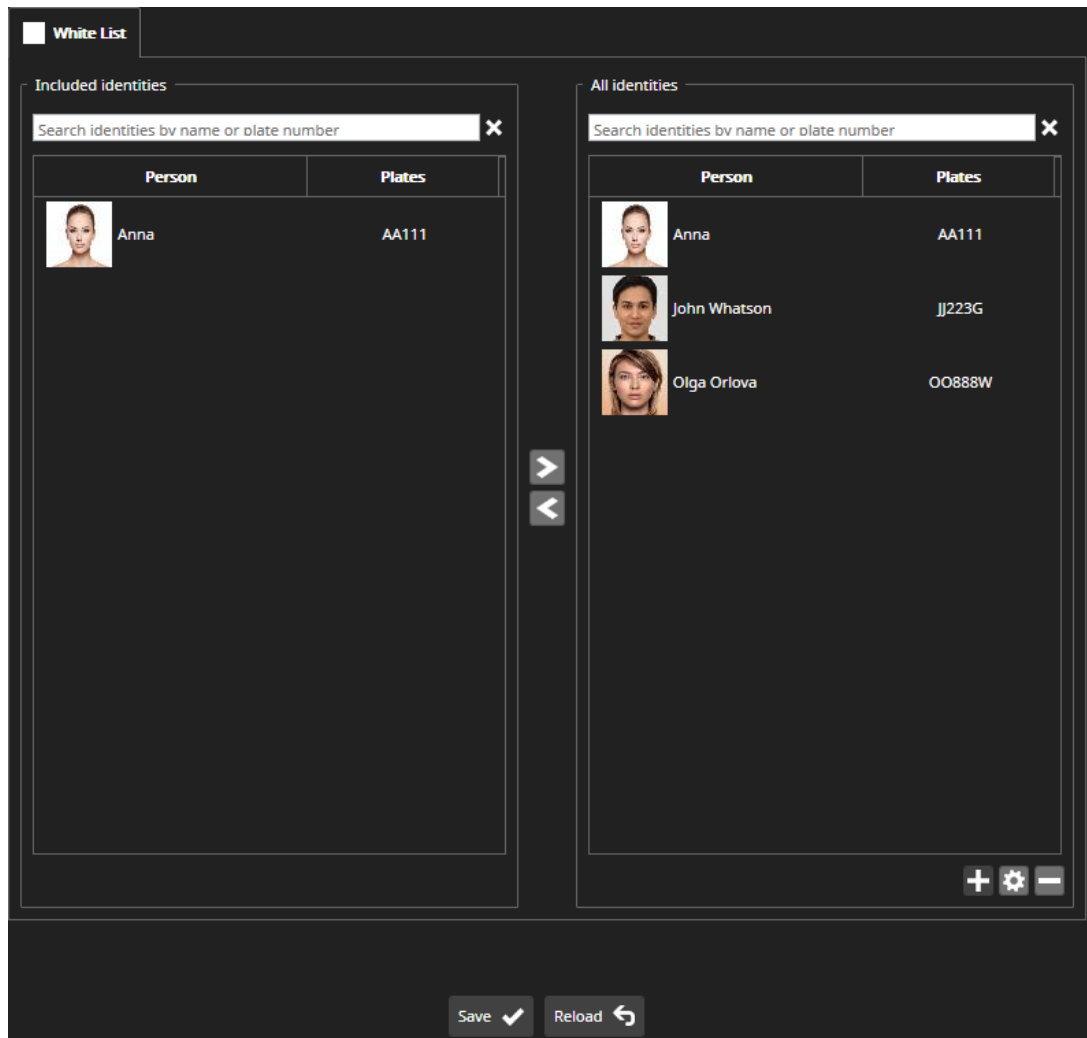 White List
Included identities
Search identities by name or plate number
Person Plates
Anna AA111
All identities
Search identities by name or plate number
Person Plates
Anna AA111
John Whatson JJ223G
Olga Orlova OO888W
Save Reload